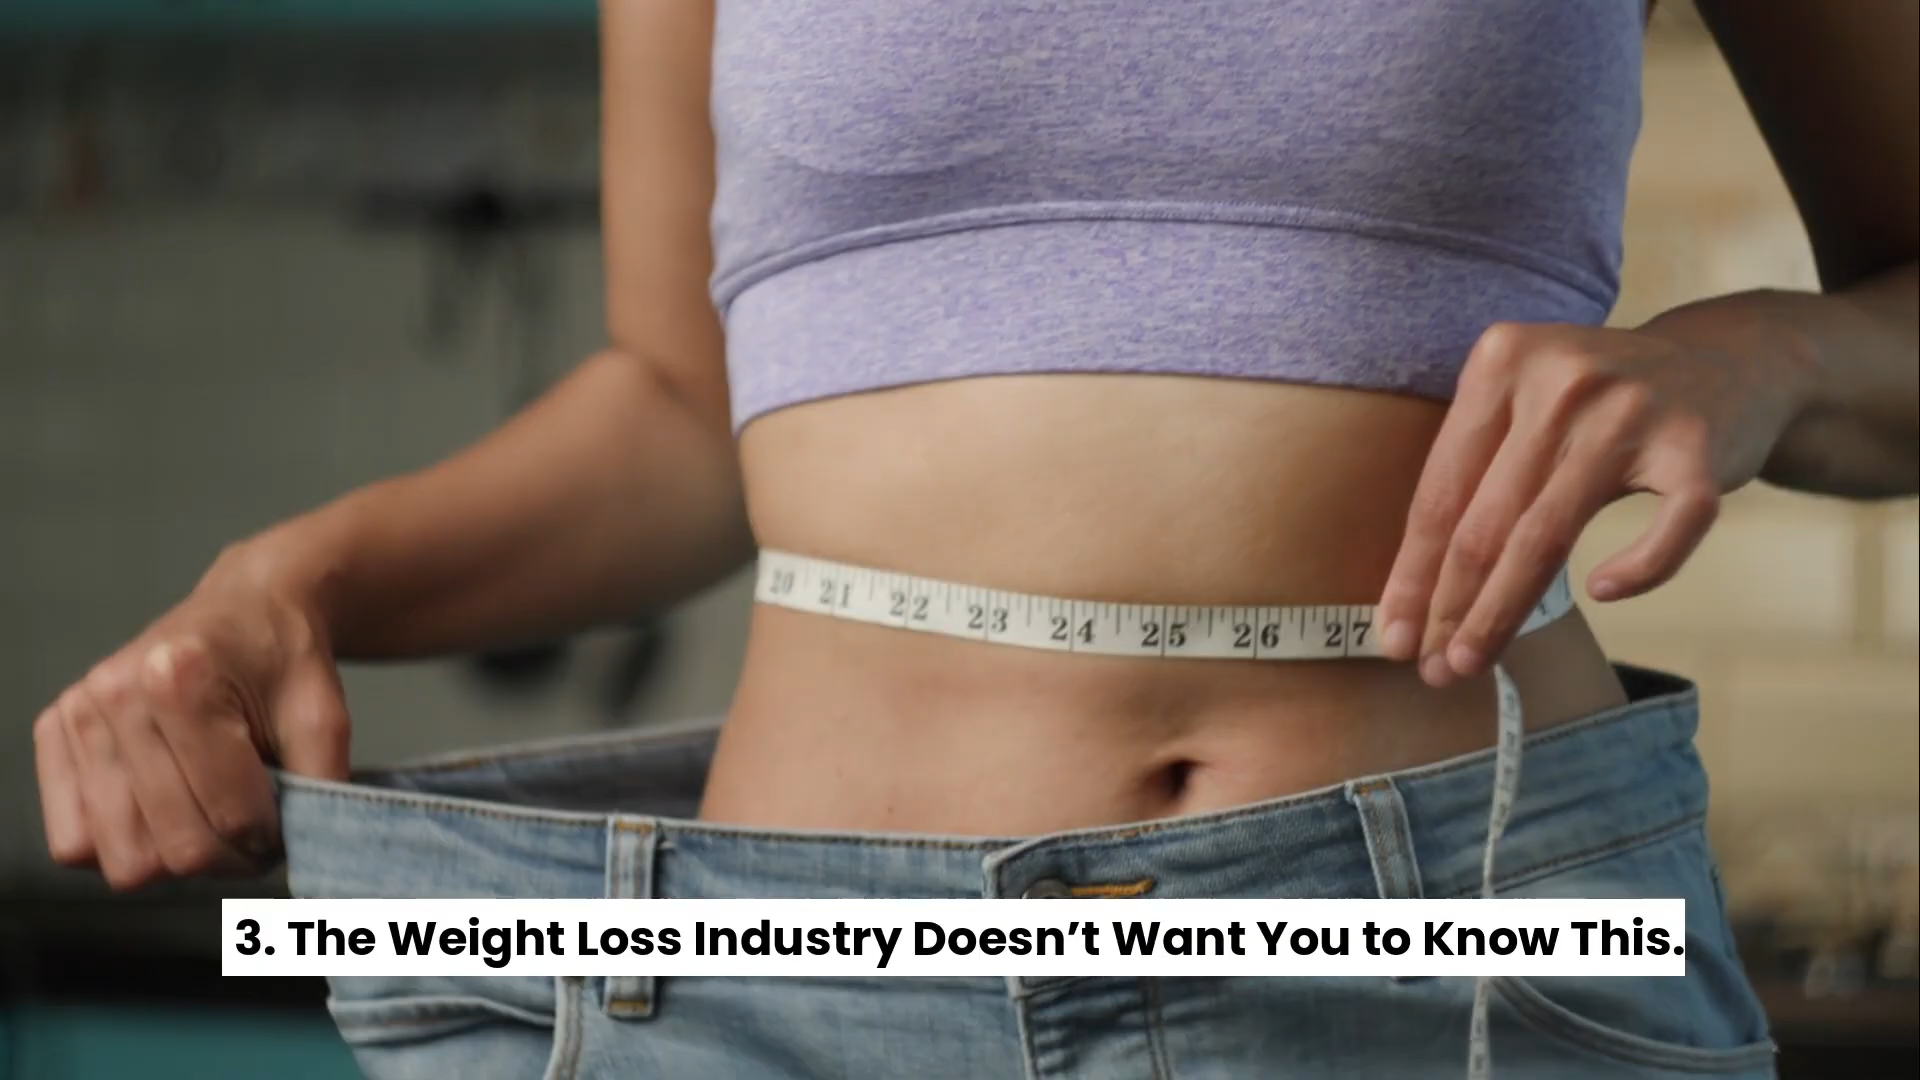 20 21 22 23 24 25 26 27
3. The Weight Loss Industry Doesn’t Want You to Know This.